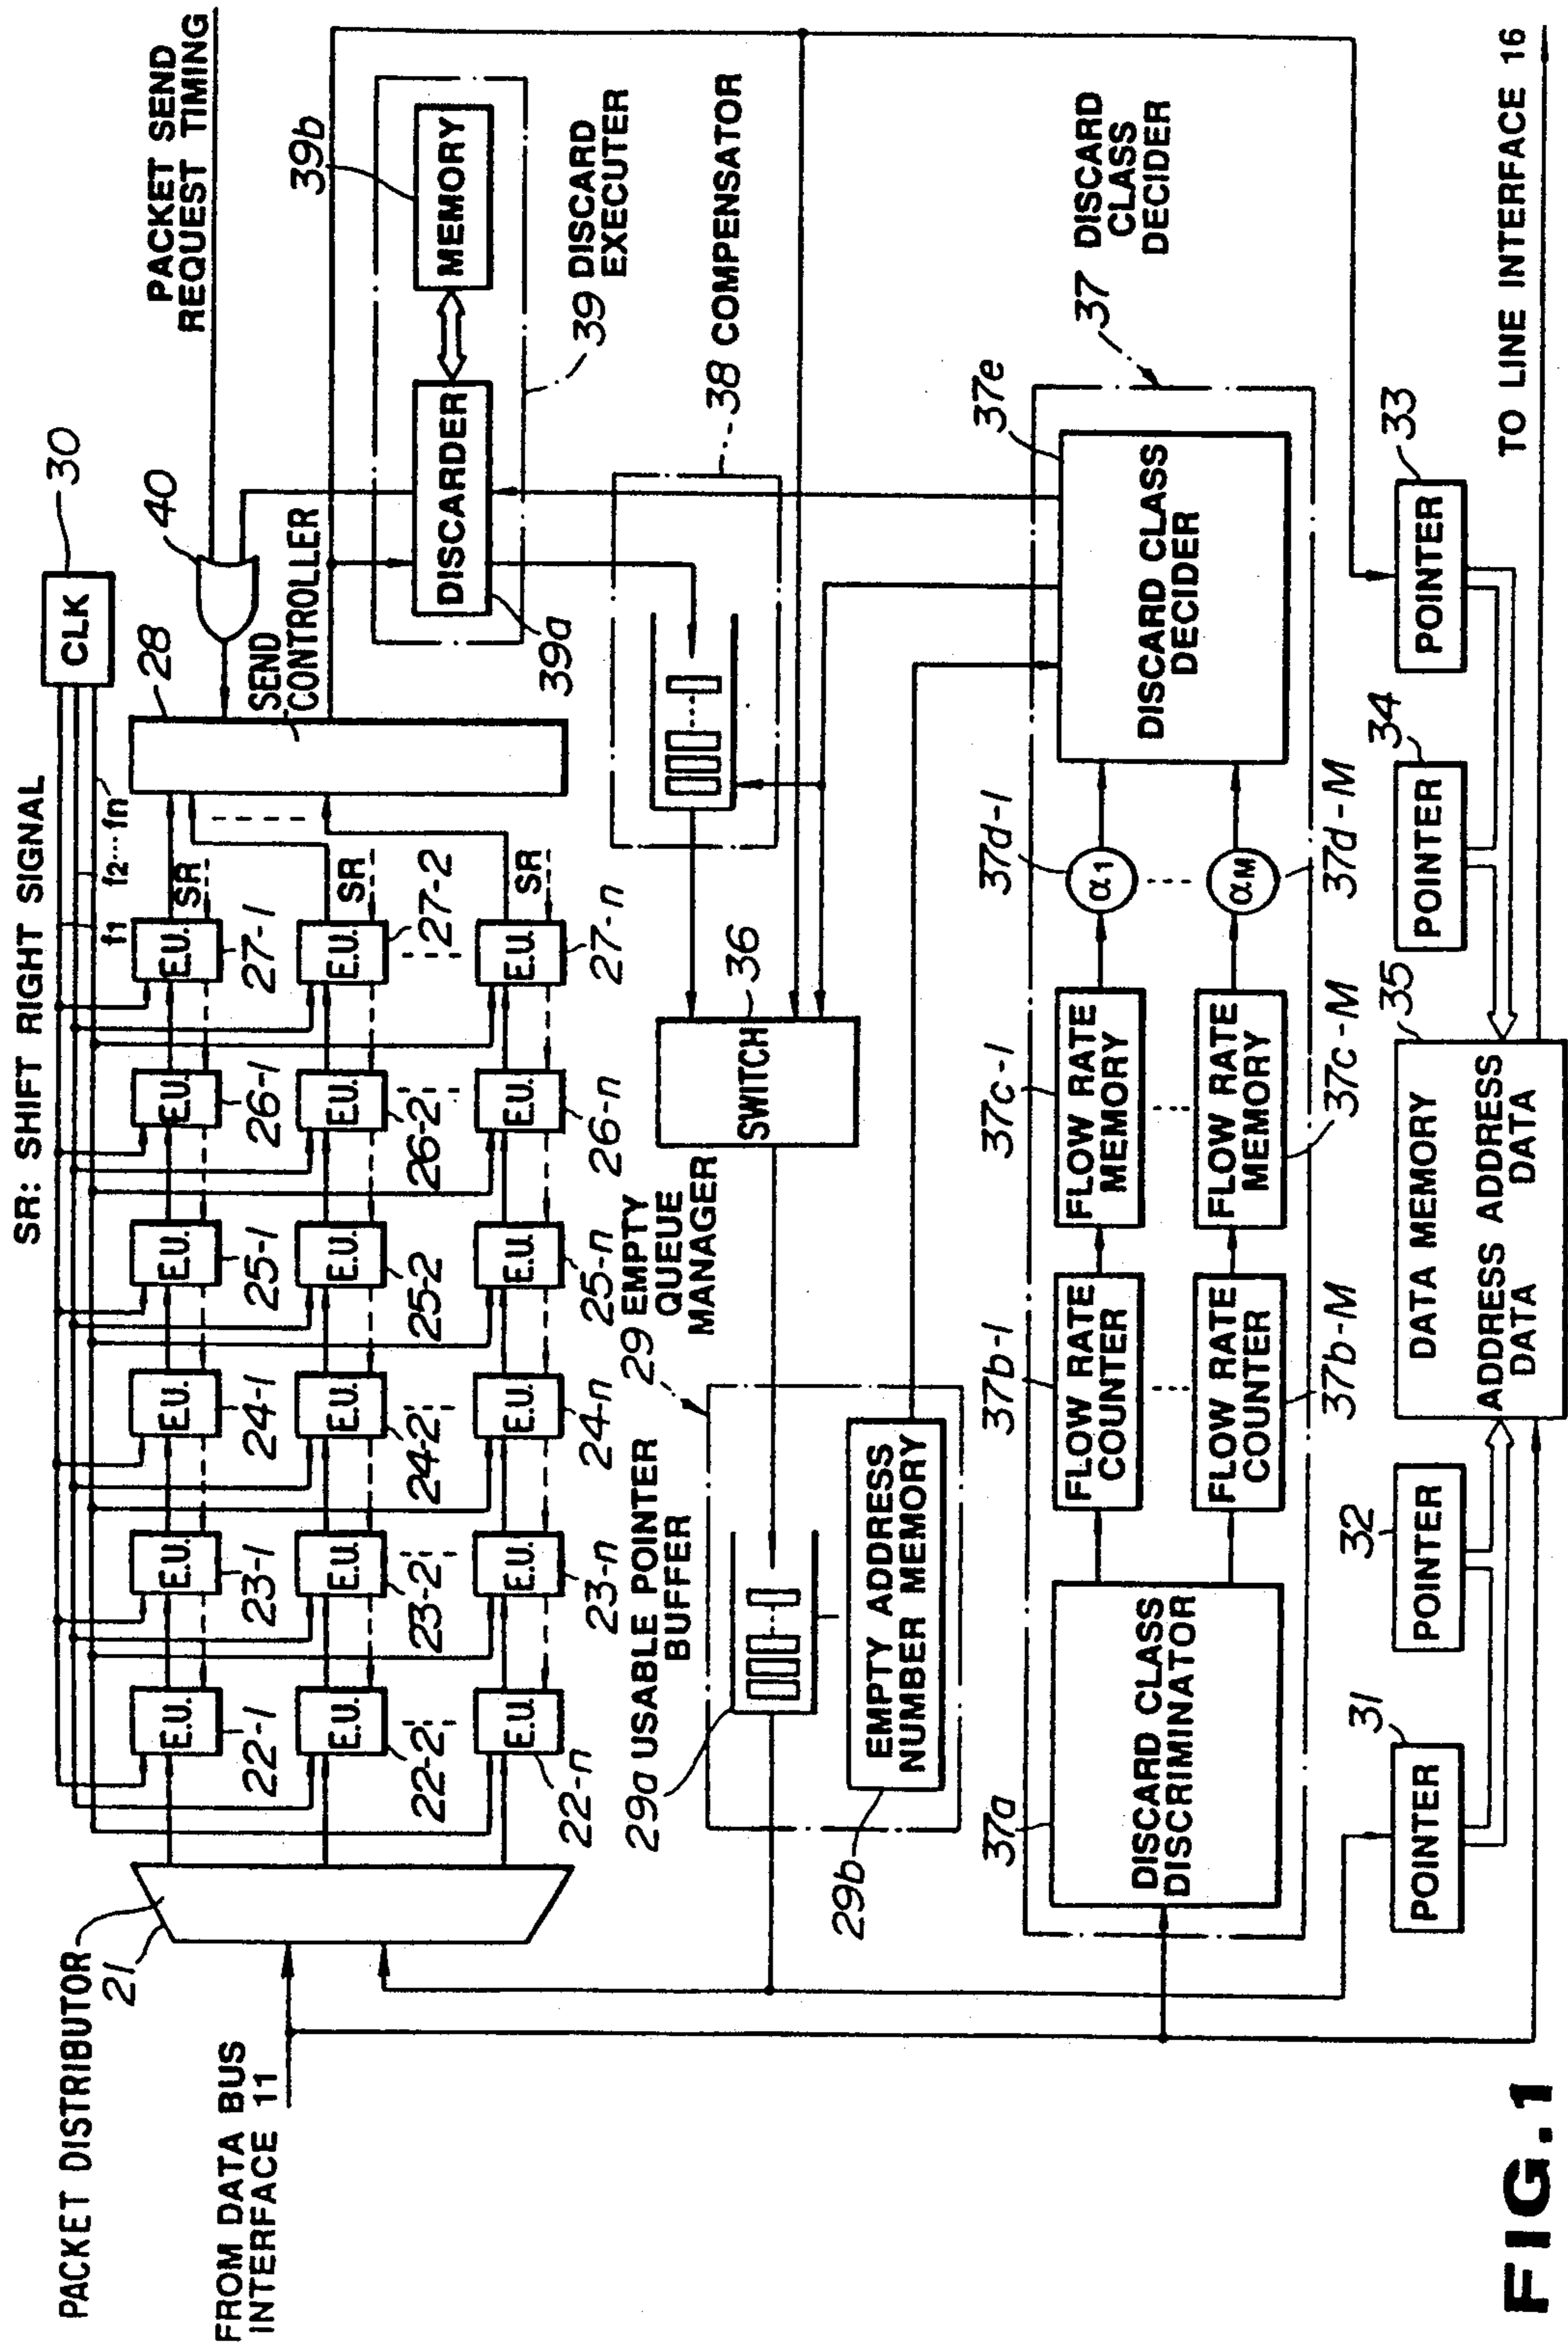 SR: SHIFT RIGHT SIGNAL
30
CLK
40
PACKET SEND
REQUEST TIMING
f1
f2...fn
PACKET DISTRIBUTOR
21
28
SEND
CONTROLLER
E.U.
E.U.
E.U.
E.U.
E.U.
E.U.
SR
22-1
23-1
24-1
25-1
26-1
27-1
E.U.
E.U.
E.U.
E.U.
E.U.
E.U.
SR
22-2
23-2
24-2
25-2
26-2
27-2
E.U.
E.U.
E.U.
E.U.
E.U.
E.U.
SR
22-n
23-n
24-n
25-n
26-n
27-n
FROM DATA BUS
INTERFACE 11
39b
DISCARDER
MEMORY
39a
39 DISCARD
EXECUTER
29a USABLE POINTER
BUFFER
29 EMPTY
QUEUE
MANAGER
36
SWITCH
38 COMPENSATOR
EMPTY ADDRESS
NUMBER MEMORY
29b
37a
37b-1
37c-1
37d-1
37e
37 DISCARD
CLASS
DECIDER
DISCARD CLASS
DISCRIMINATOR
FLOW RATE
COUNTER
FLOW RATE
MEMORY
α1
DISCARD CLASS
DECIDER
FLOW RATE
COUNTER
FLOW RATE
MEMORY
αM
37b-M
37c-M
37d-M
31
POINTER
32
POINTER
35
DATA MEMORY
ADDRESS ADDRESS
DATA DATA
34
POINTER
33
POINTER
TO LINE INTERFACE 16
FIG.1